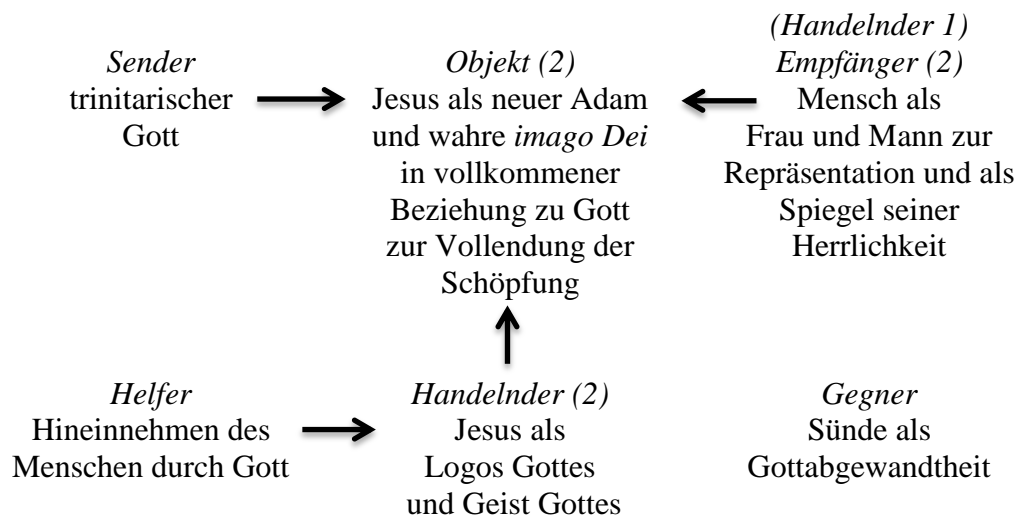 Sender
trinitarischer
Gott
Objekt (2)
Jesus als neuer Adam
und wahre imago Dei
in vollkommener
Beziehung zu Gott
zur Vollendung der
Schöpfung
(Handelnder 1)
Empfänger (2)
Mensch als
Frau und Mann zur
Repräsentation und als
Spiegel seiner
Herrlichkeit
Helfer
Hineinnehmen des
Menschen durch Gott
Handelnder (2)
Jesus als
Logos Gottes
und Geist Gottes
Gegner
Sünde als
Gottabgewandtheit